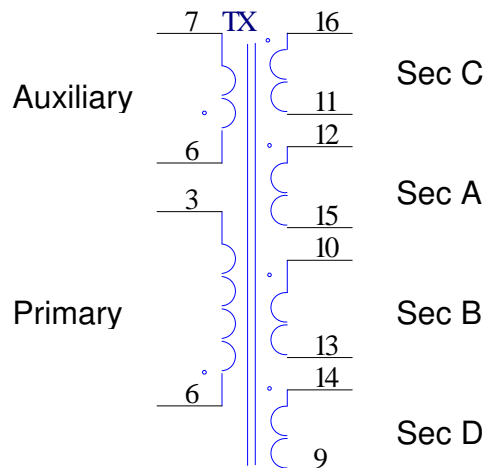 7 TX 16
Sec C
Auxiliary
11
12
6
Sec A
3
15
10
Primary
Sec B
13
14
6
Sec D
9